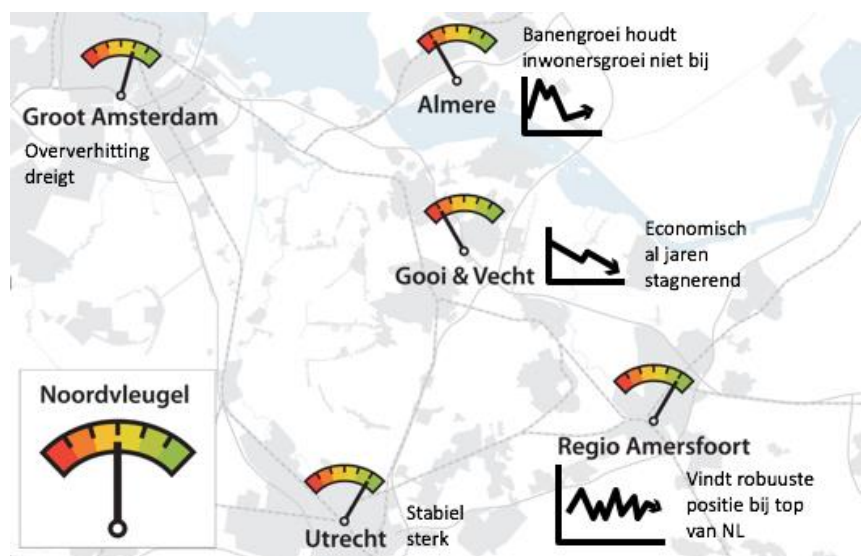 Groot Amsterdam
Oververhitting
dreigt
Almere
Banengroei houdt
inwonersgroei niet bij
Gooi & Vecht
Economisch
al jaren
stagnerend
Noordvleugel
Utrecht
Stabiel
sterk
Regio Amersfoort
Vindt robuuste
positie bij top
van NL